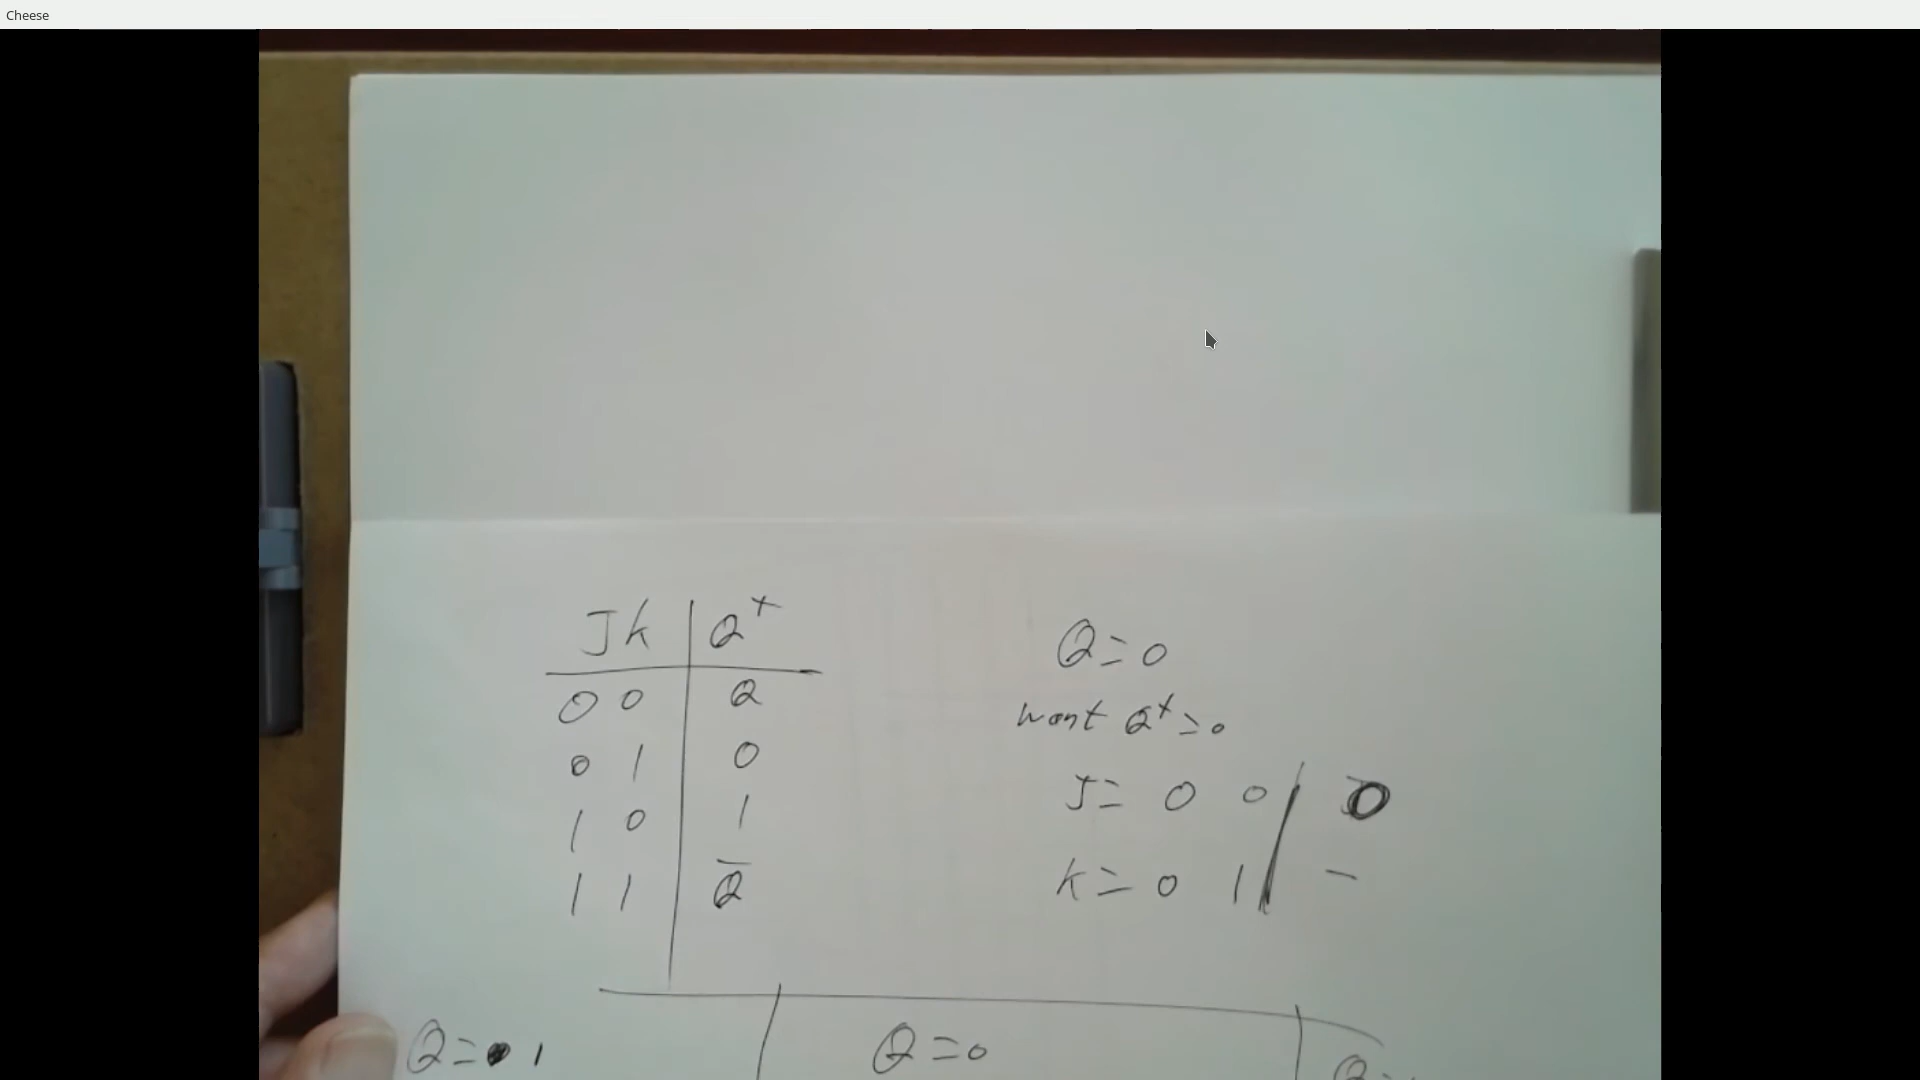 Cheese
J K | Q⁺
0 0 | Q
0 1 | 0
1 0 | 1
1 1 | Q̅
Q = 0
want Q⁺ = 0
J = 0 0 | 0
K = 0 1 | -
Q = 1
Q = 0